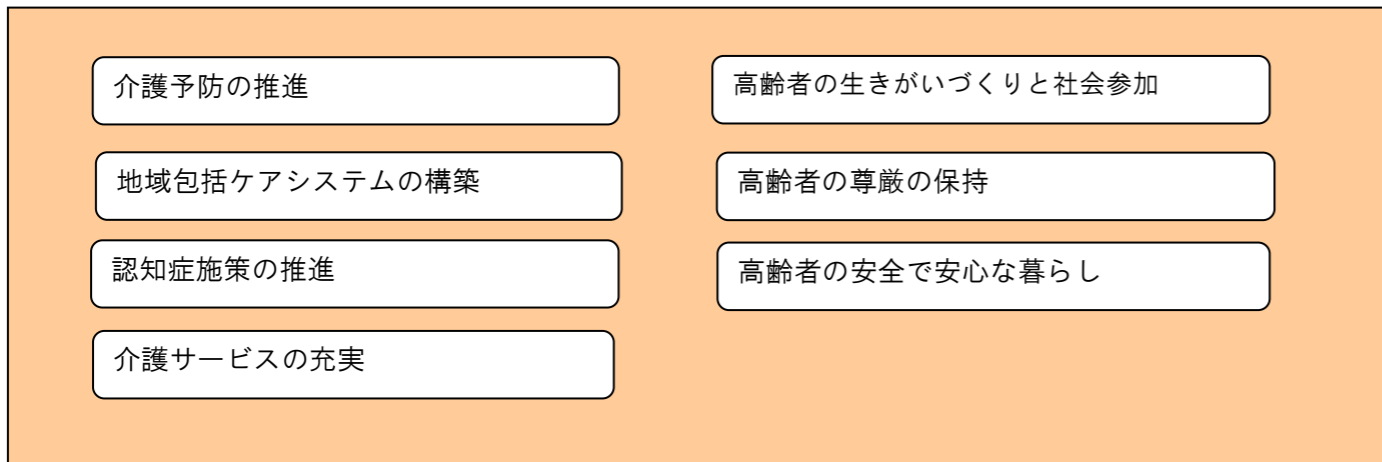 介護予防の推進
地域包括ケアシステムの構築
認知症施策の推進
介護サービスの充実
高齢者の生きがいづくりと社会参加
高齢者の尊厳の保持
高齢者の安全で安心な暮らし